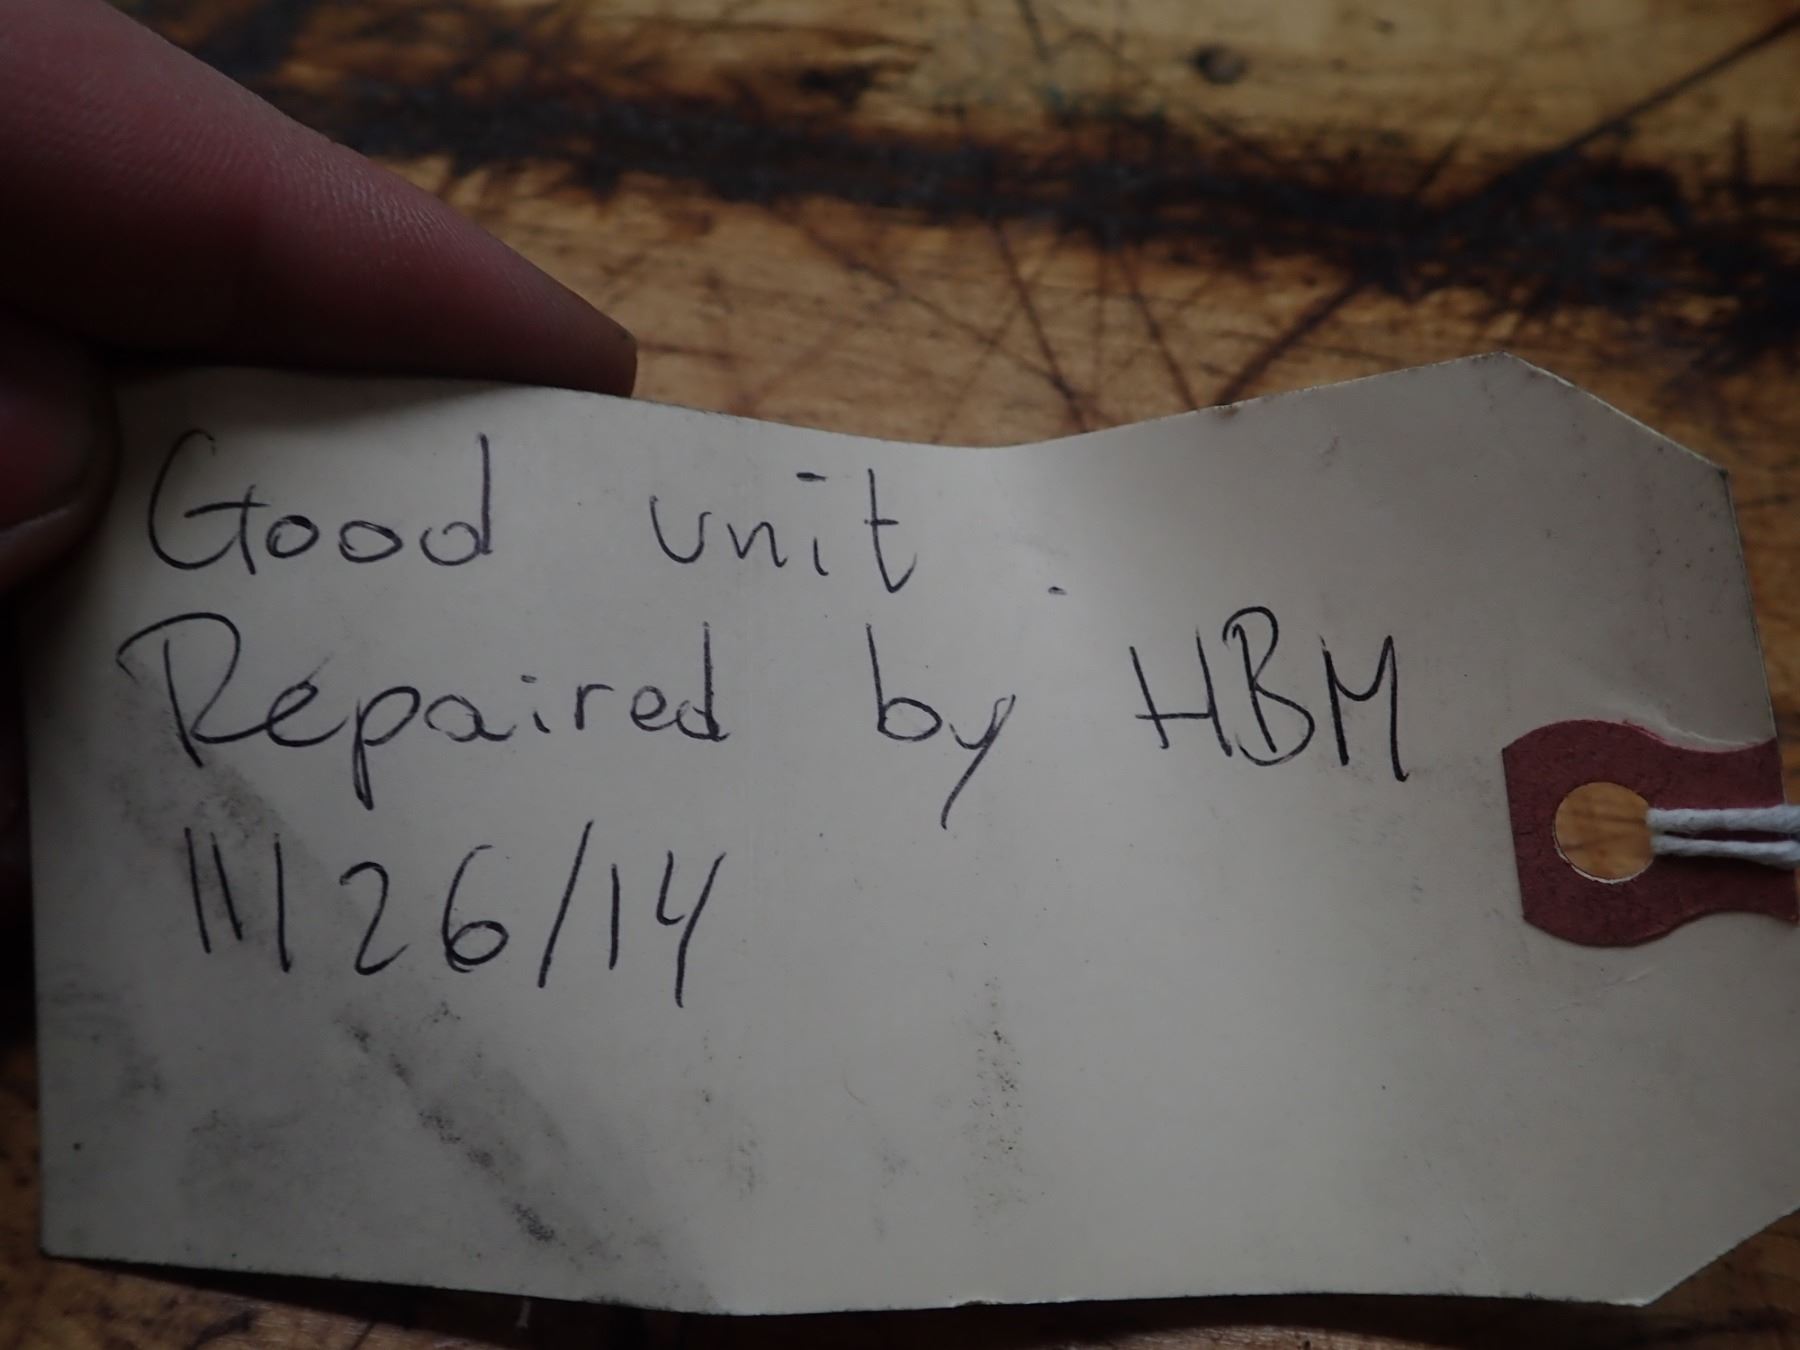 Good unit.
Repaired by HBM
11/26/14